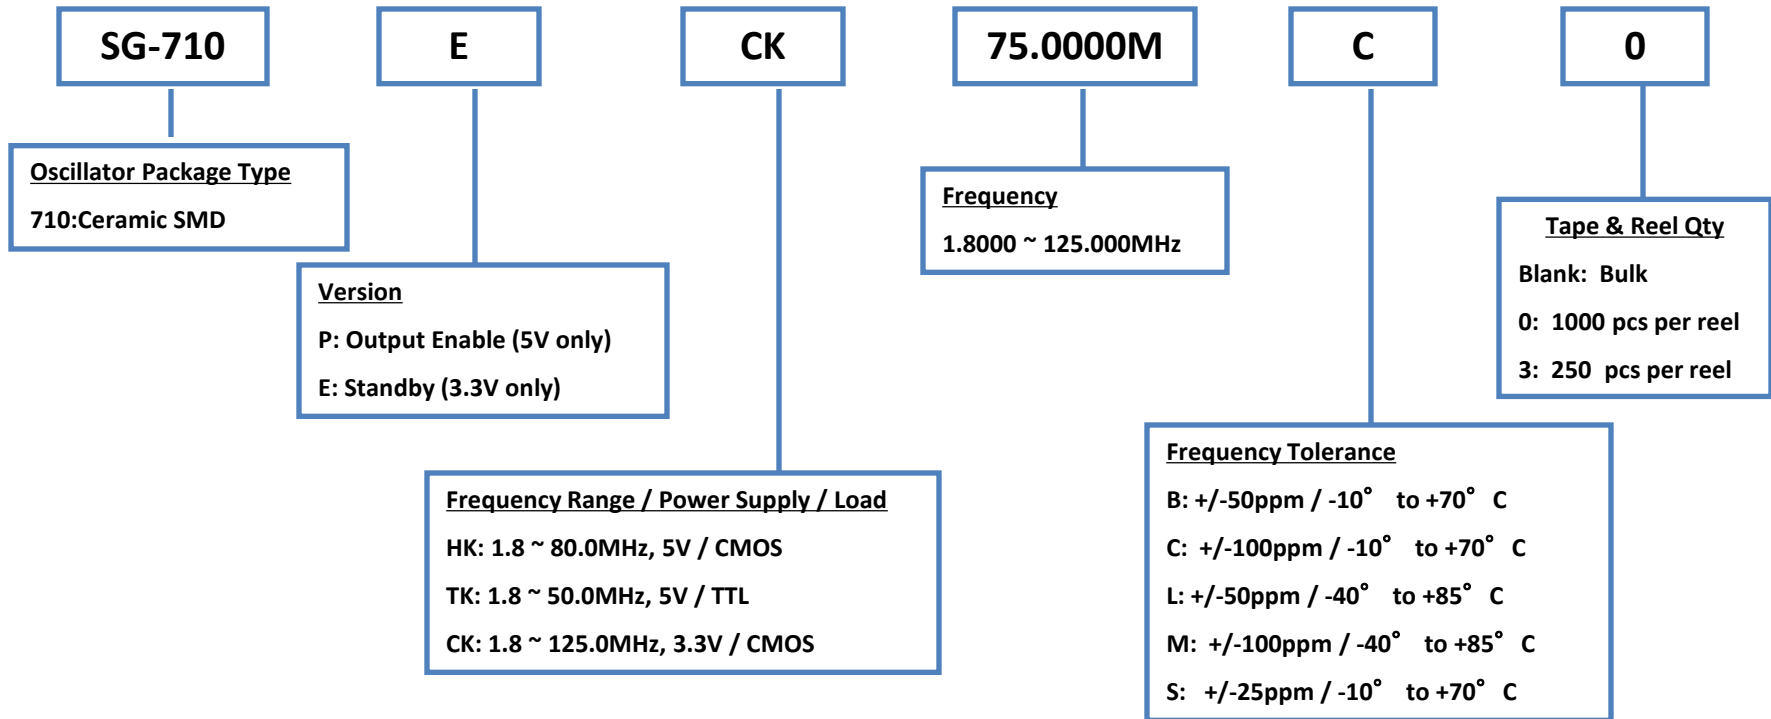 SG-710
E
CK
75.0000M
C
0
Oscillator Package Type
710:Ceramic SMD
Version
P: Output Enable (5V only)
E: Standby (3.3V only)
Frequency Range / Power Supply / Load
HK: 1.8 ~ 80.0MHz, 5V / CMOS
TK: 1.8 ~ 50.0MHz, 5V / TTL
CK: 1.8 ~ 125.0MHz, 3.3V / CMOS
Frequency
1.8000 ~ 125.000MHz
Frequency Tolerance
B: +/-50ppm / -10° to +70° C
C: +/-100ppm / -10° to +70° C
L: +/-50ppm / -40° to +85° C
M: +/-100ppm / -40° to +85° C
S: +/-25ppm / -10° to +70° C
Tape & Reel Qty
Blank: Bulk
0: 1000 pcs per reel
3: 250 pcs per reel